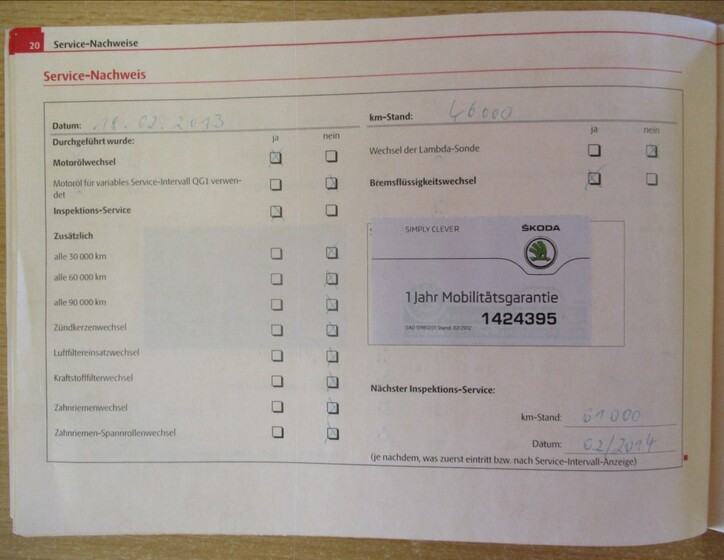 20 Service-Nachweise
Service-Nachweis
Datum: 18.02.2013
km-Stand: 46000
Durchgeführt wurde:
ja nein
Motorölwechsel
Motoröl für variables Service-Intervall QG1 verwen-
det
Inspektions-Service
Zusätzlich
alle 30 000 km
alle 60 000 km
alle 90 000 km
Zündkerzenwechsel
Luftfiltereinsatzwechsel
Kraftstofffilterwechsel
Zahnriemenwechsel
Zahnriemen-Spannrollenwechsel
ja nein
Wechsel der Lambda-Sonde
Bremsflüssigkeitswechsel
SIMPLY CLEVER ŠKODA
1 Jahr Mobilitätsgarantie
1424395
Nächster Inspektions-Service:
km-Stand: 61000
Datum: 02/2014
(je nachdem, was zuerst eintritt bzw. nach Service-Intervall-Anzeige)